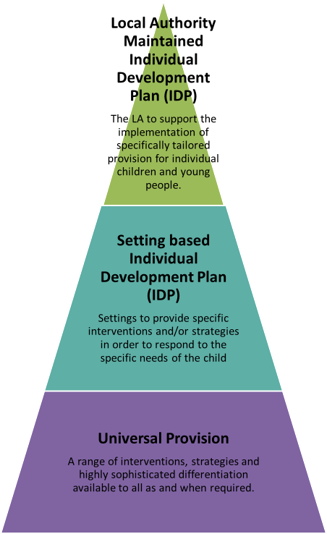 Local Authority
Maintained
Individual
Development
Plan (IDP)
The LA to support the
implementation of
specifically tailored
provision for individual
children and young
people.
Setting based
Individual
Development Plan
(IDP)
Settings to provide specific
interventions and/or strategies
in order to respond to the
specific needs of the child
Universal Provision
A range of interventions, strategies and
highly sophisticated differentiation
available to all as and when required.